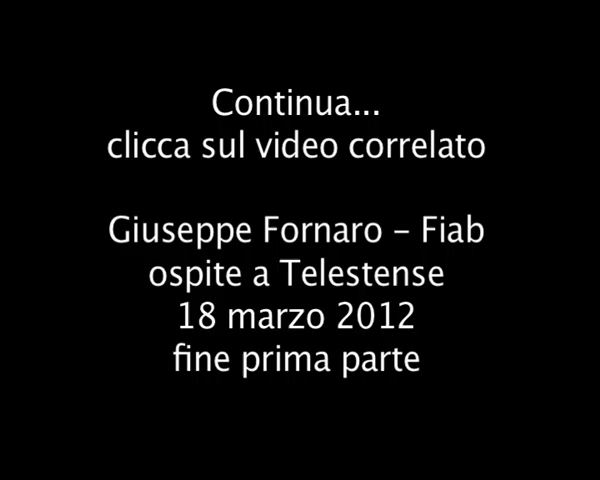 Continua...
clicca sul video correlato
Giuseppe Fornaro - Fiab
ospite a Telestense
18 marzo 2012
fine prima parte